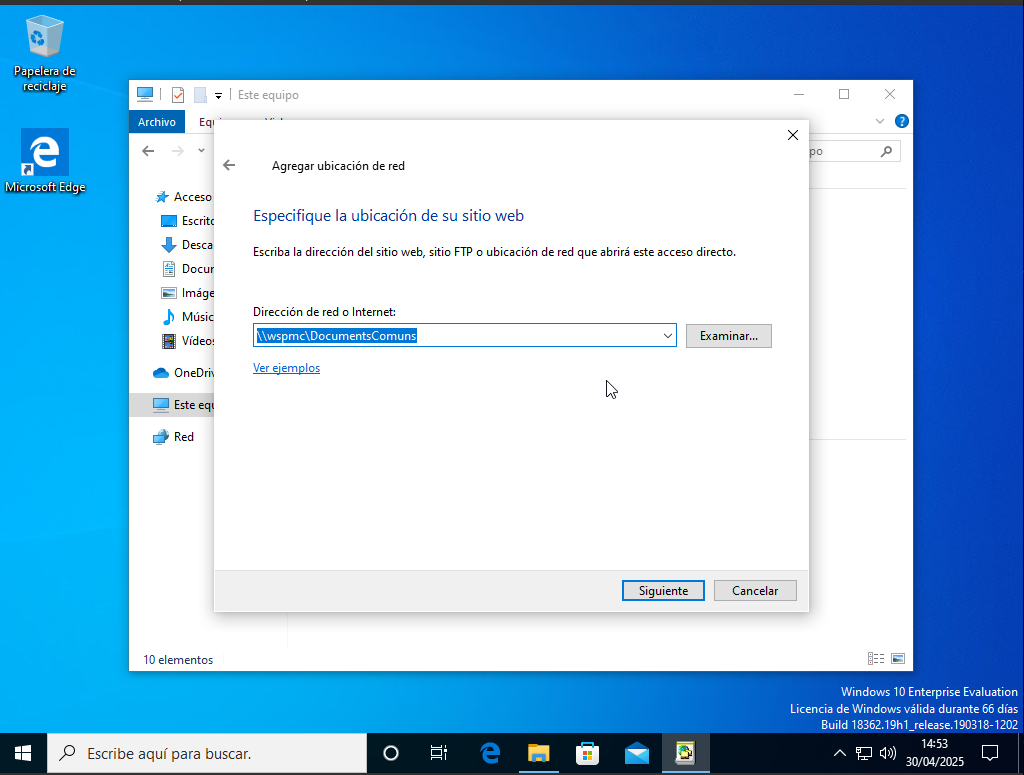 Papelera de
reciclaje
Microsoft Edge
Este equipo
Archivo
Agregar ubicación de red
Especifique la ubicación de su sitio web
Escriba la dirección del sitio web, sitio FTP o ubicación de red que abrirá este acceso directo.
Dirección de red o Internet:
\\wspmc\DocumentsComuns
Examinar...
Ver ejemplos
Siguiente
Cancelar
Acceso
Escrito
Desca
Docur
Imáge
Músic
Vídeos
OneDriv
Este equ
Red
10 elementos
Windows 10 Enterprise Evaluation
Licencia de Windows válida durante 66 días
Build 18362.19h1_release.190318-1202
Escribe aquí para buscar.
14:53
30/04/2025